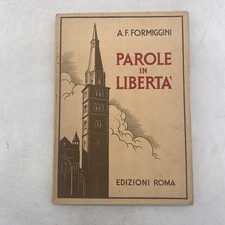 A. F. FORMIGGINI
PAROLE
IN
LIBERTA'
EDIZIONI ROMA